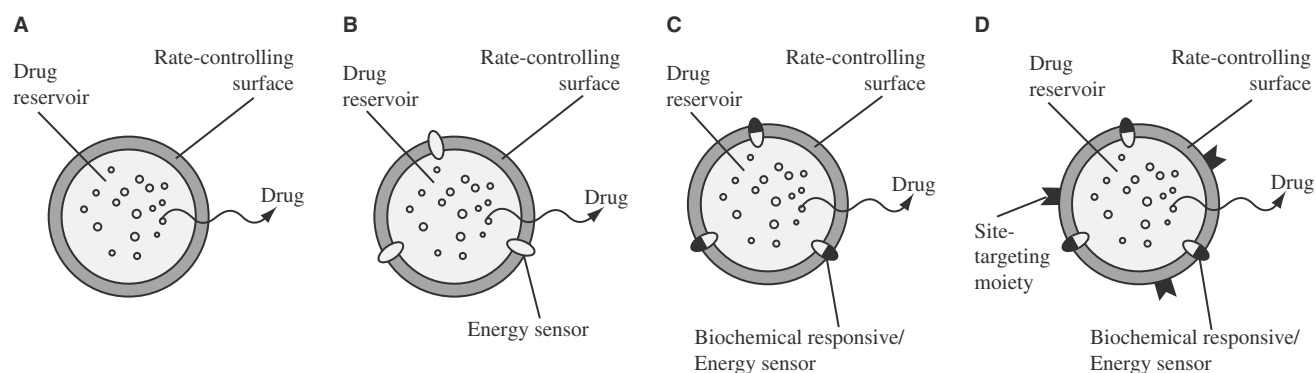 A
Drug
reservoir
Rate-controlling
surface
Drug
B
Drug
reservoir
Rate-controlling
surface
Drug
Energy sensor
C
Drug
reservoir
Rate-controlling
surface
Drug
Biochemical responsive/
Energy sensor
D
Drug
reservoir
Rate-controlling
surface
Drug
Site-
targeting
moiety
Biochemical responsive/
Energy sensor